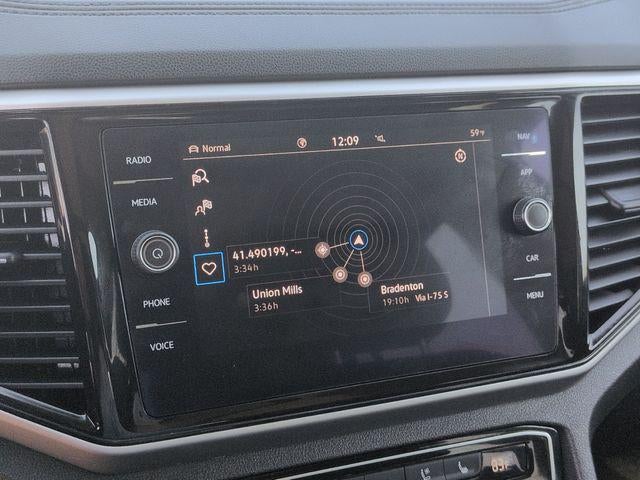 RADIO
MEDIA
PHONE
VOICE
Normal
12:09
59°F
N
41.490199, -...
3:34h
Union Mills
3:36h
Bradenton
19:10h Via I-75 S
NAV
APP
CAR
MENU